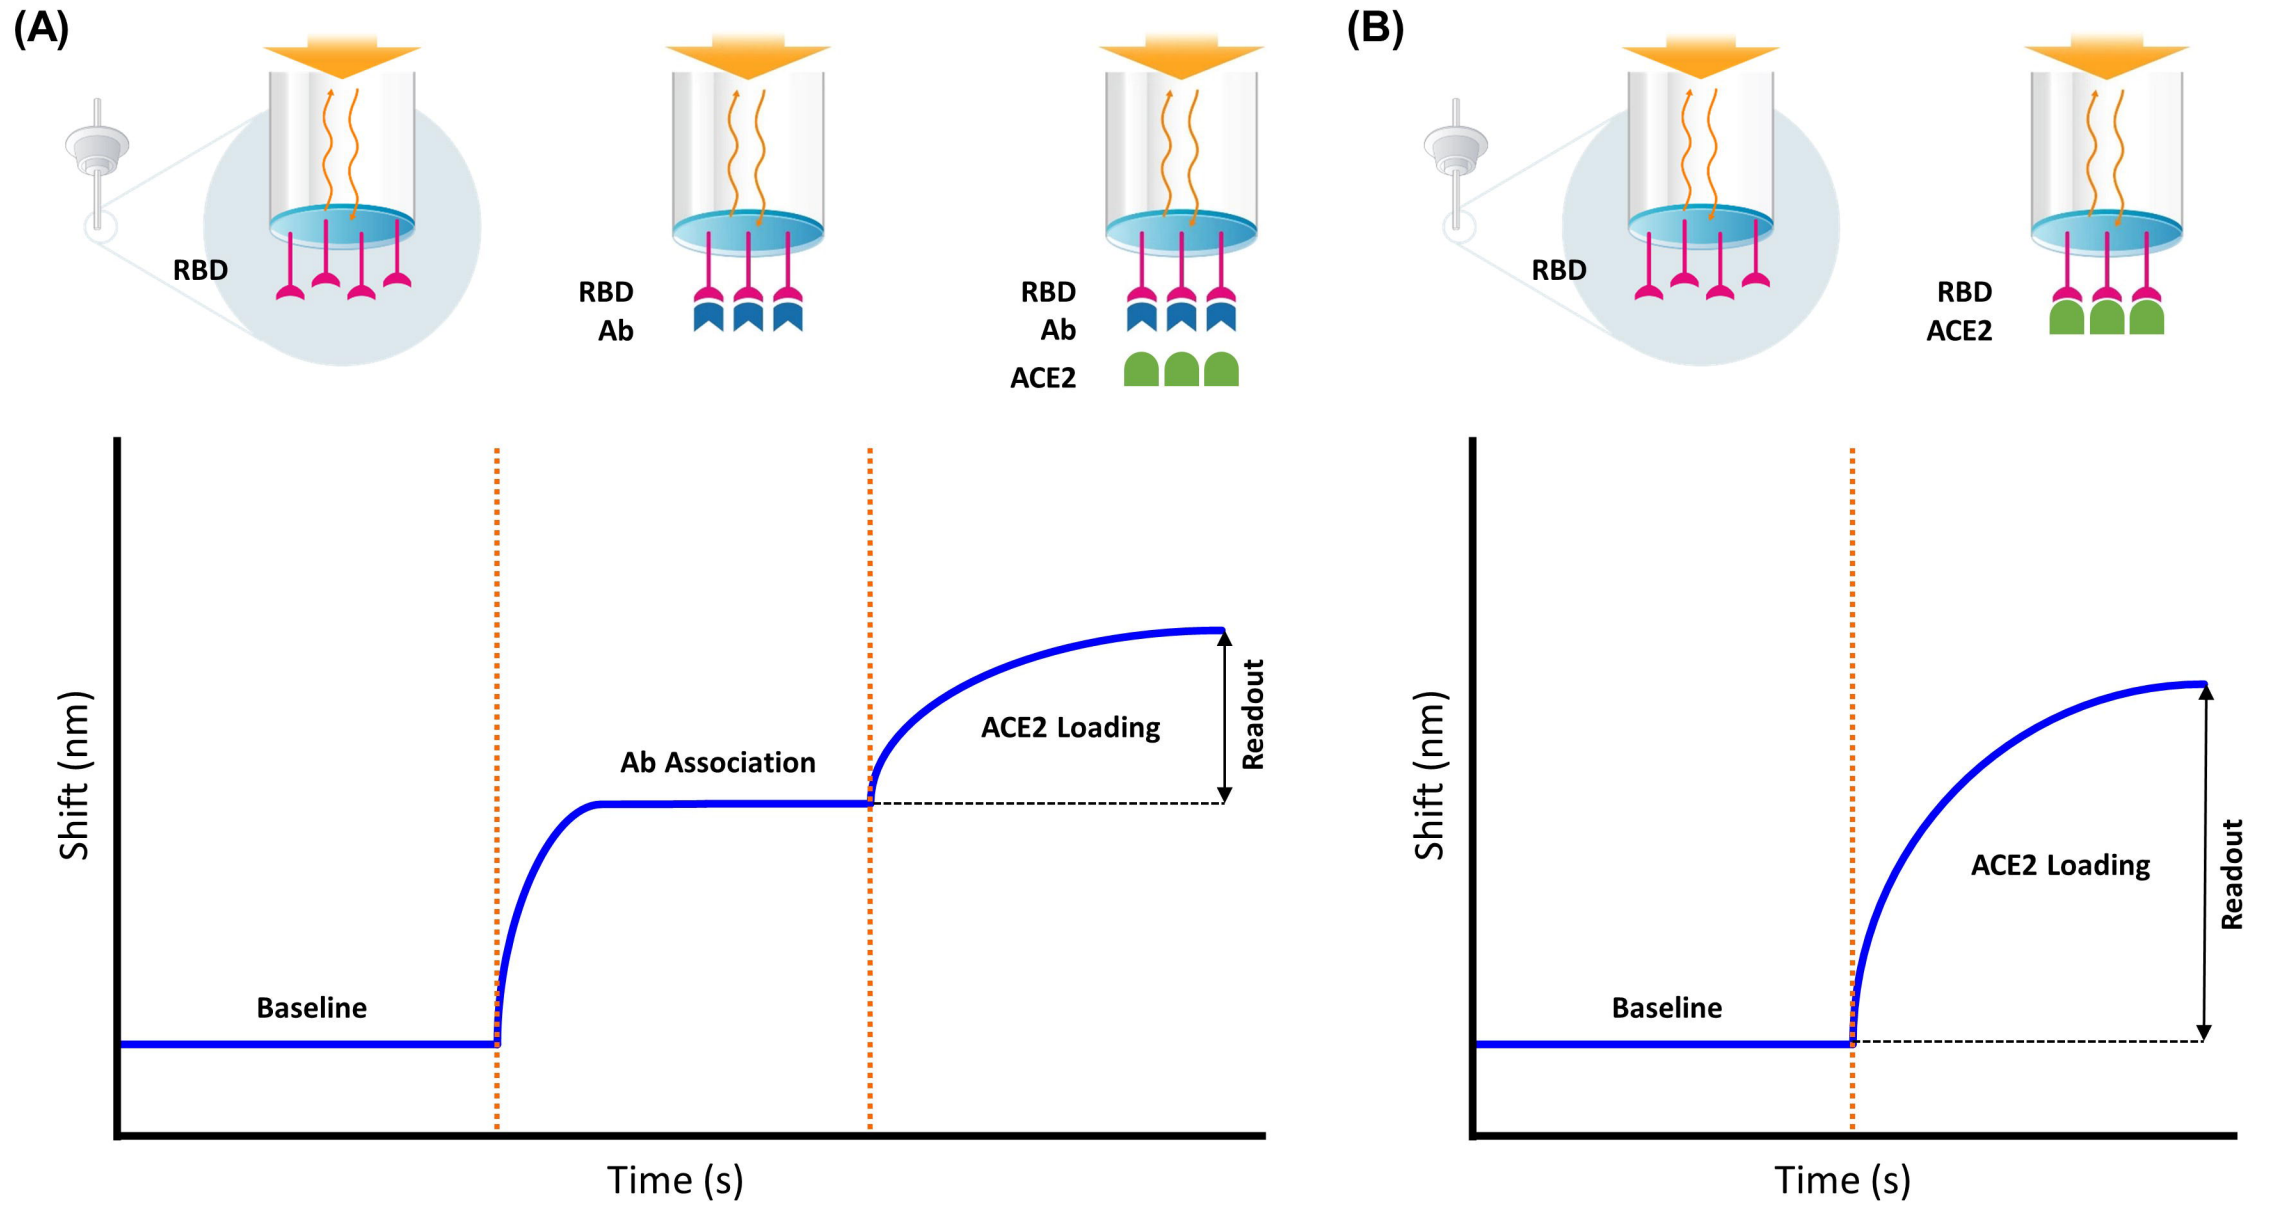 (A)
RBD
RBD
Ab
RBD
Ab
ACE2
Shift (nm)
Baseline
Ab Association
ACE2 Loading
Readout
Time (s)
(B)
RBD
RBD
ACE2
Shift (nm)
Baseline
ACE2 Loading
Readout
Time (s)